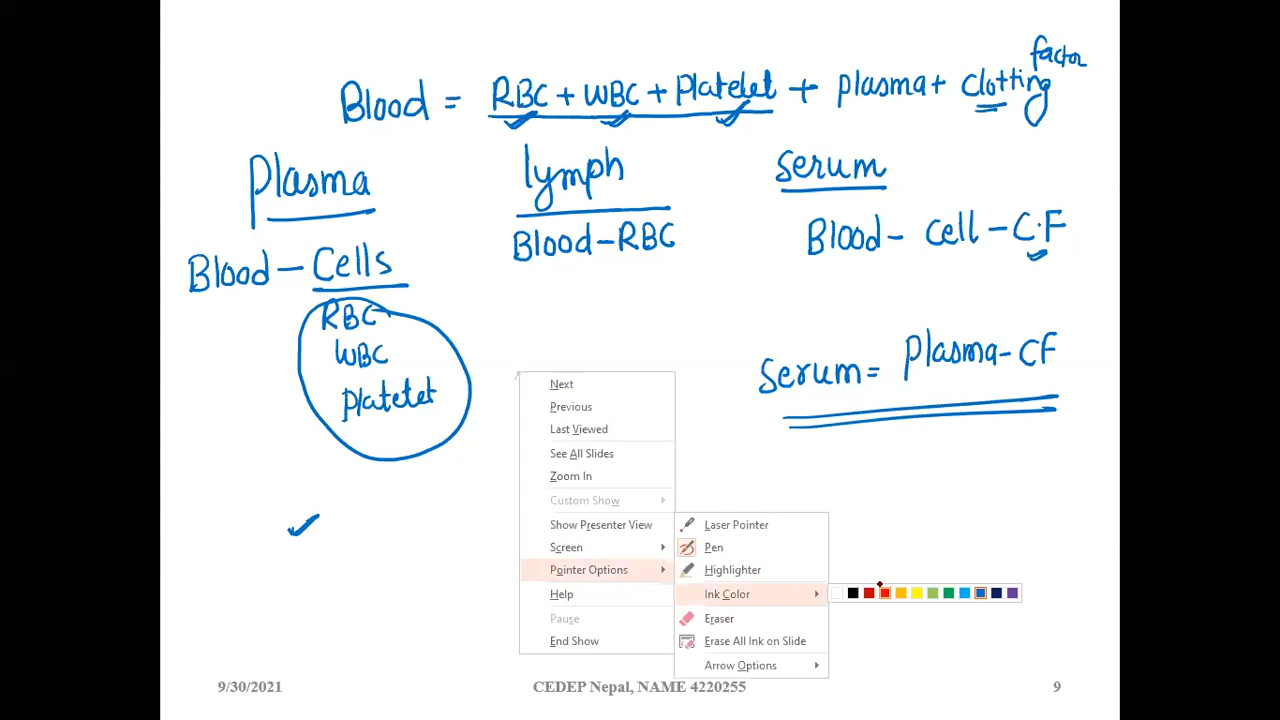 Blood = RBC + WBC + Platelet + plasma + clotting factor
Plasma
Blood - Cells
RBC
WBC
Platelet
lymph
Blood - RBC
serum
Blood - cell - C.F
serum = plasma - CF
Next
Previous
Last Viewed
See All Slides
Zoom In
Custom Show
Show Presenter View
Screen
Pointer Options
Help
Pause
End Show
Laser Pointer
Pen
Highlighter
Ink Color
Eraser
Erase All Ink on Slide
Arrow Options
9/30/2021
CEDEP Nepal, NAME 4220255
9